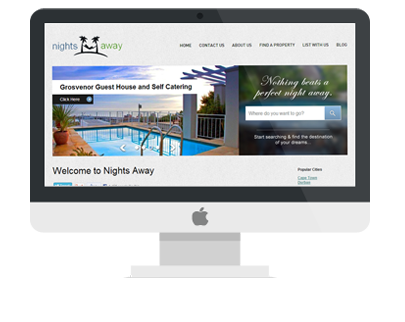 nights away
HOME CONTACT US ABOUT US FIND A PROPERTY LIST WITH US BLOG
Grosvenor Guest House and Self Catering
Click Here
Nothing beats a
perfect night away.
Where do you want to go?
Start searching & find the destination
of your dreams...
Welcome to Nights Away
Popular Cities
Cape Town
Durban